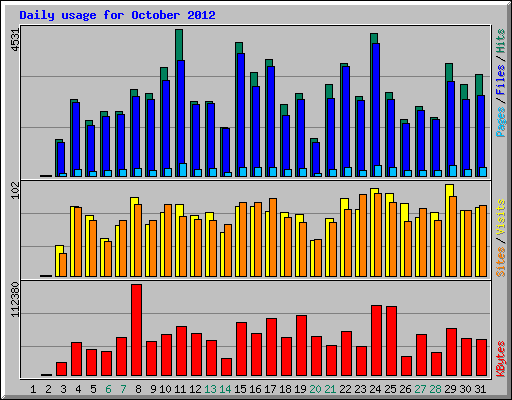 Daily usage for October 2012
4531
Pages / Files / Hits
102
Sites / Visits
112380
KBytes
1 2 3 4 5 6 7 8 9 10 11 12 13 14 15 16 17 18 19 20 21 22 23 24 25 26 27 28 29 30 31